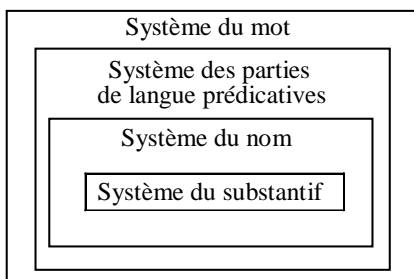 Système du mot
Système des parties
de langue prédicatives
Système du nom
Système du substantif